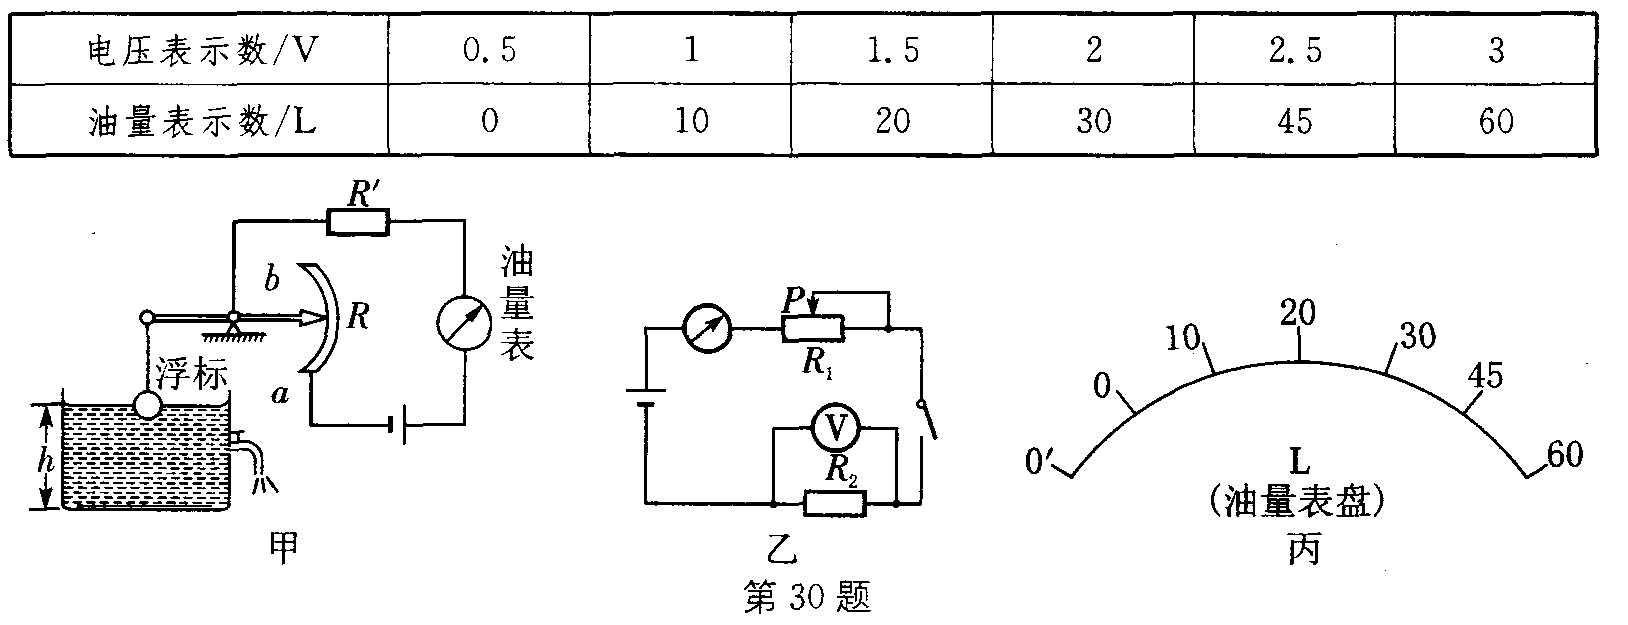 电压表示数/V 0.5 1 1.5 2 2.5 3
油量表示数/L 0 10 20 30 45 60
R′
b
R
油量表
浮标
a
h
甲
P
R₁
V
R₂
乙
0′ 0 10 20 30 45 60
L
(油量表盘)
丙
第30题